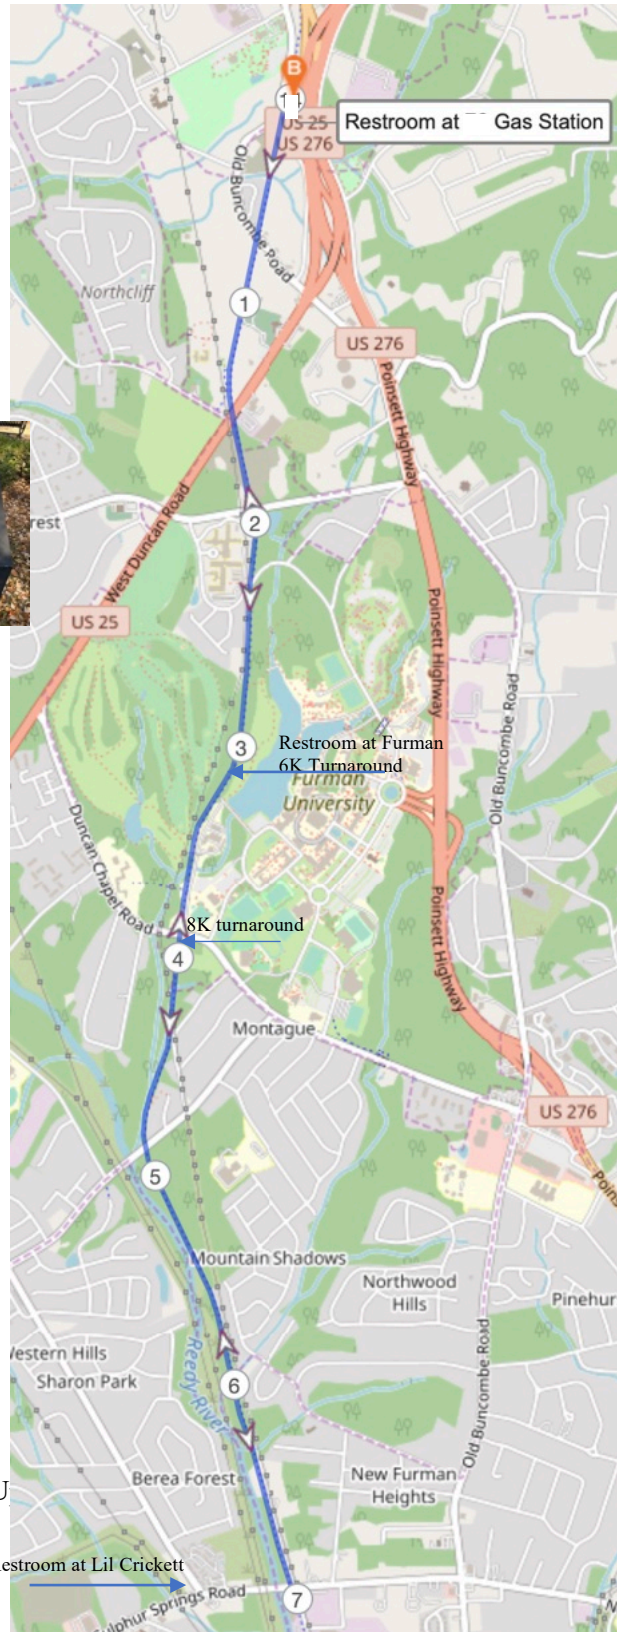 B
US 25
US 276
Restroom at Gas Station
Old Buncombe Road
1
Northcliff
US 276
Poinsett Highway
2
rest
West Duncan Road
US 25
Poinsett Highway
Old Buncombe Road
3
Restroom at Furman
6K Turnaround
Furman
University
Duncan Chapel Road
Poinsett Highway
8K turnaround
4
Montague
US 276
Poins
5
Mountain Shadows
Northwood
Hills
Pinehur
Western Hills
Sharon Park
Reedy River
6
Old Buncombe Road
Berea Forest
New Furman
Heights
U
estroom at Lil Crickett
Sulphur Springs Road
7
N